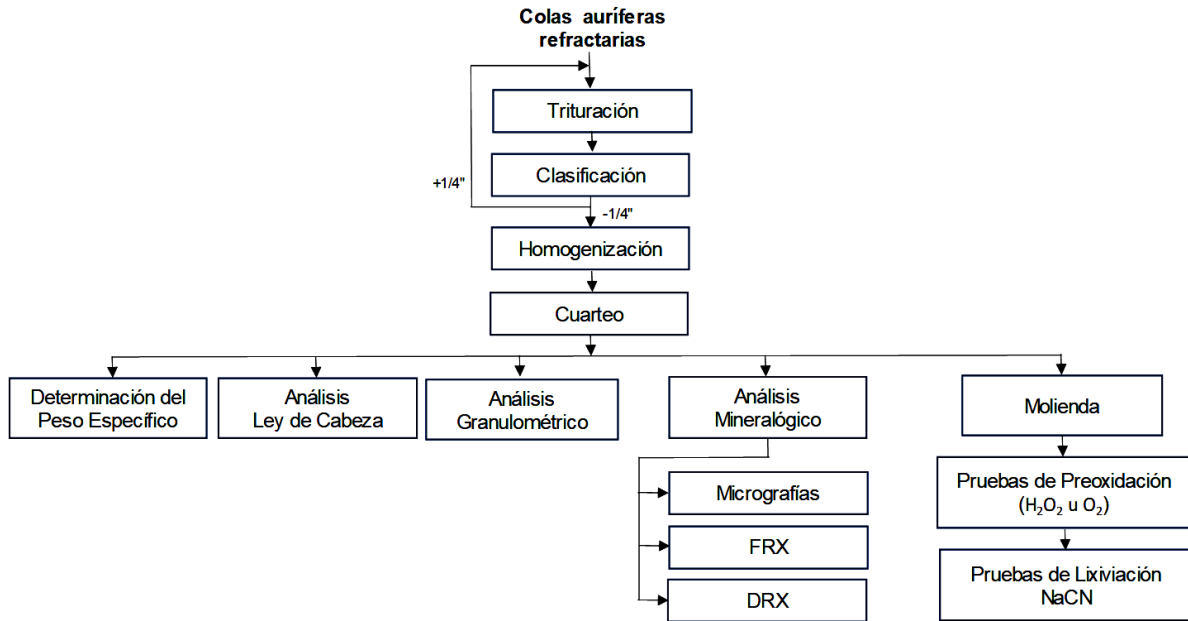 Colas auríferas
refractarias
Trituración
Clasificación
+1/4"
-1/4"
Homogenización
Cuarteo
Determinación del
Peso Específico
Análisis
Ley de Cabeza
Análisis
Granulométrico
Análisis
Mineralógico
Micrografías
FRX
DRX
Molienda
Pruebas de Preoxidación
(H₂O₂ u O₂)
Pruebas de Lixiviación
NaCN